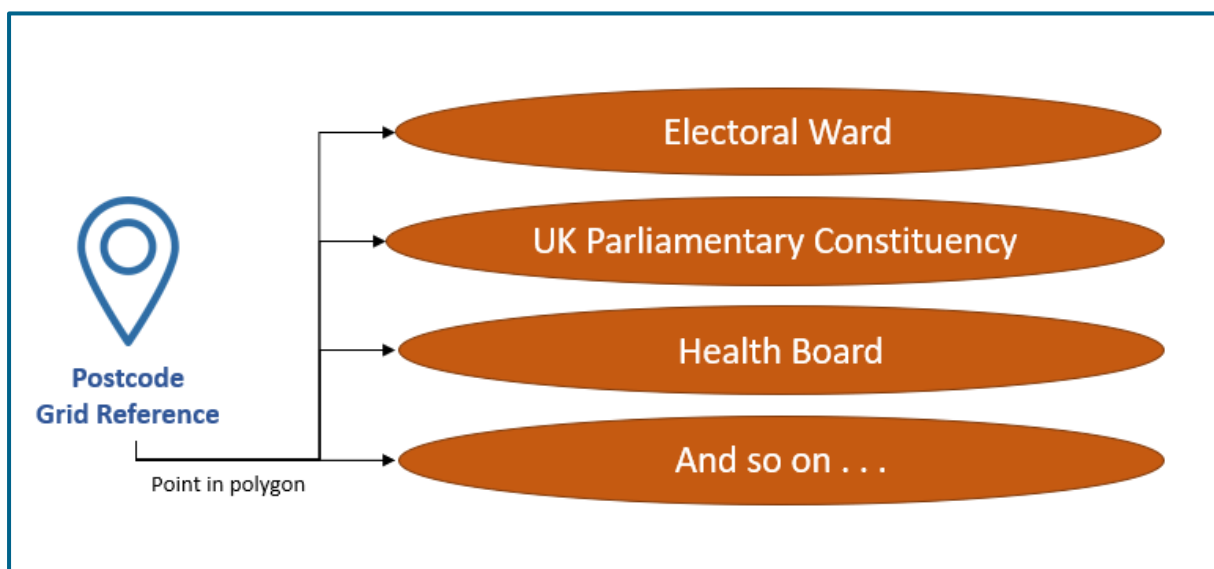 Electoral Ward
UK Parliamentary Constituency
Health Board
And so on . . .
Postcode
Grid Reference
Point in polygon